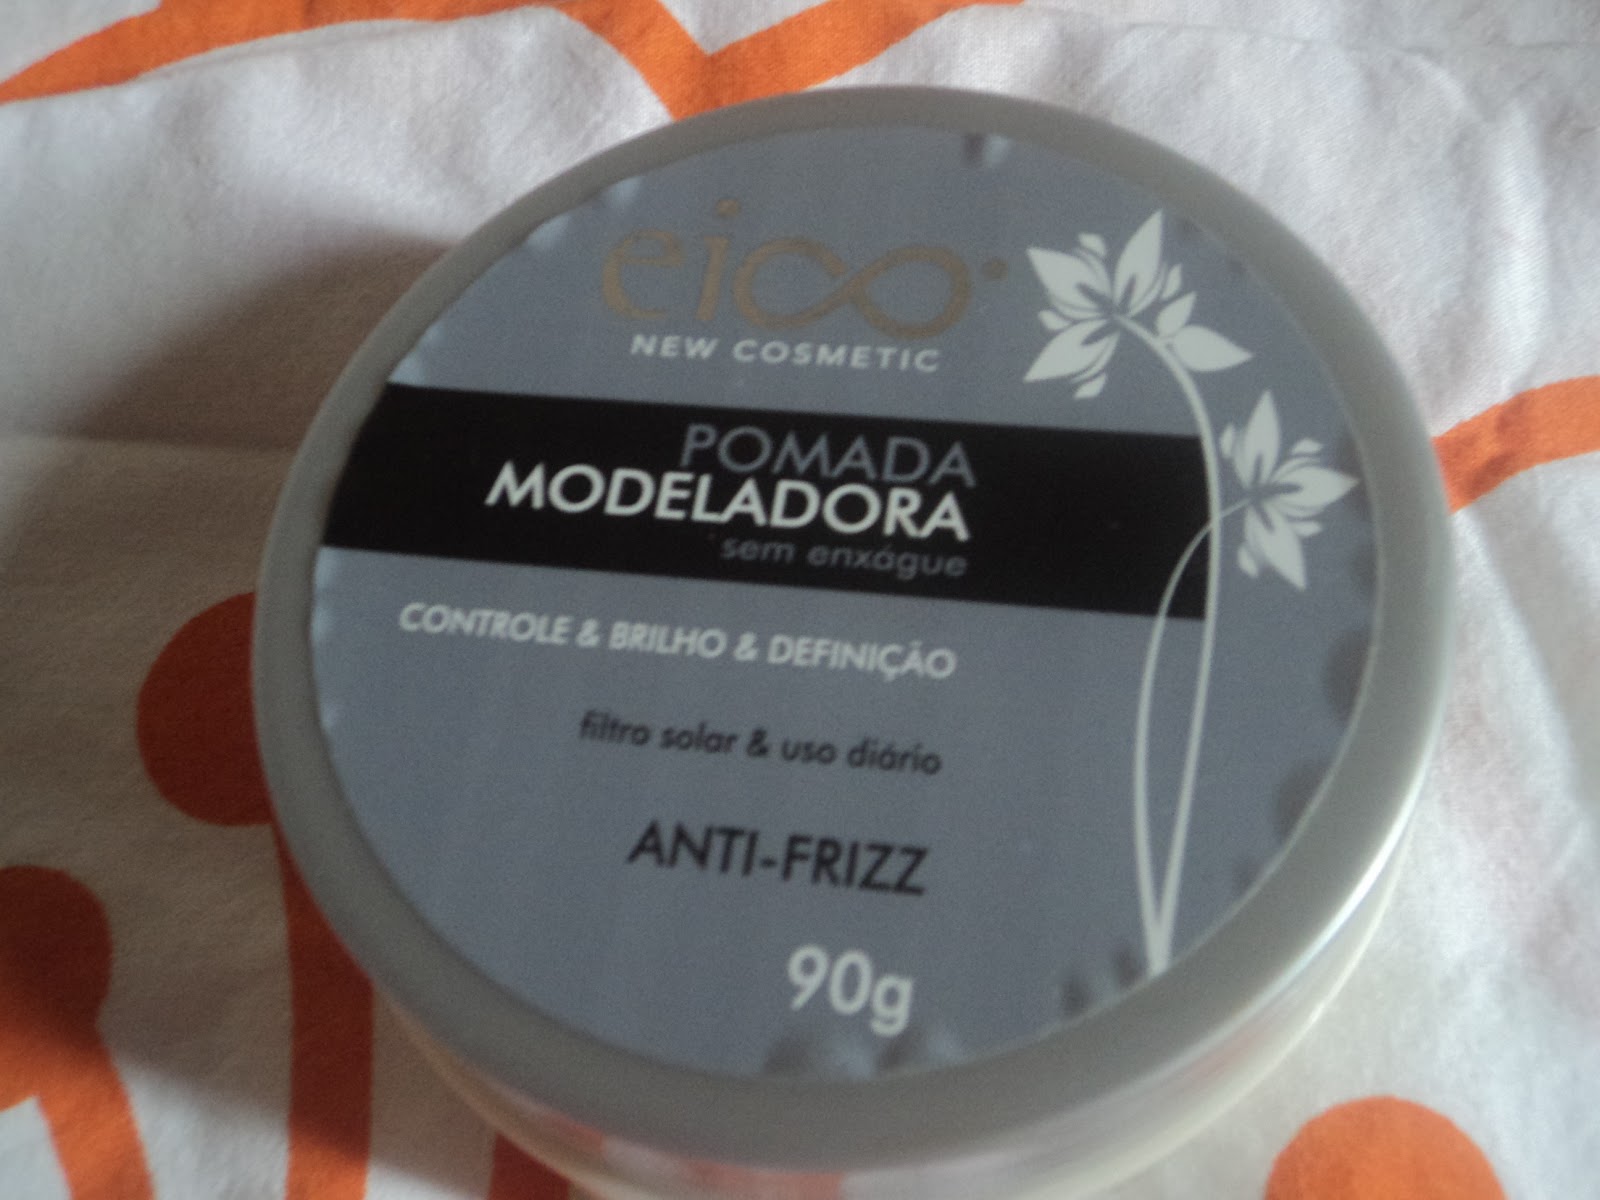 eico
NEW COSMETIC
POMADA
MODELADORA
sem enxágue
CONTROLE & BRILHO & DEFINIÇÃO
filtro solar & uso diário
ANTI-FRIZZ
90g